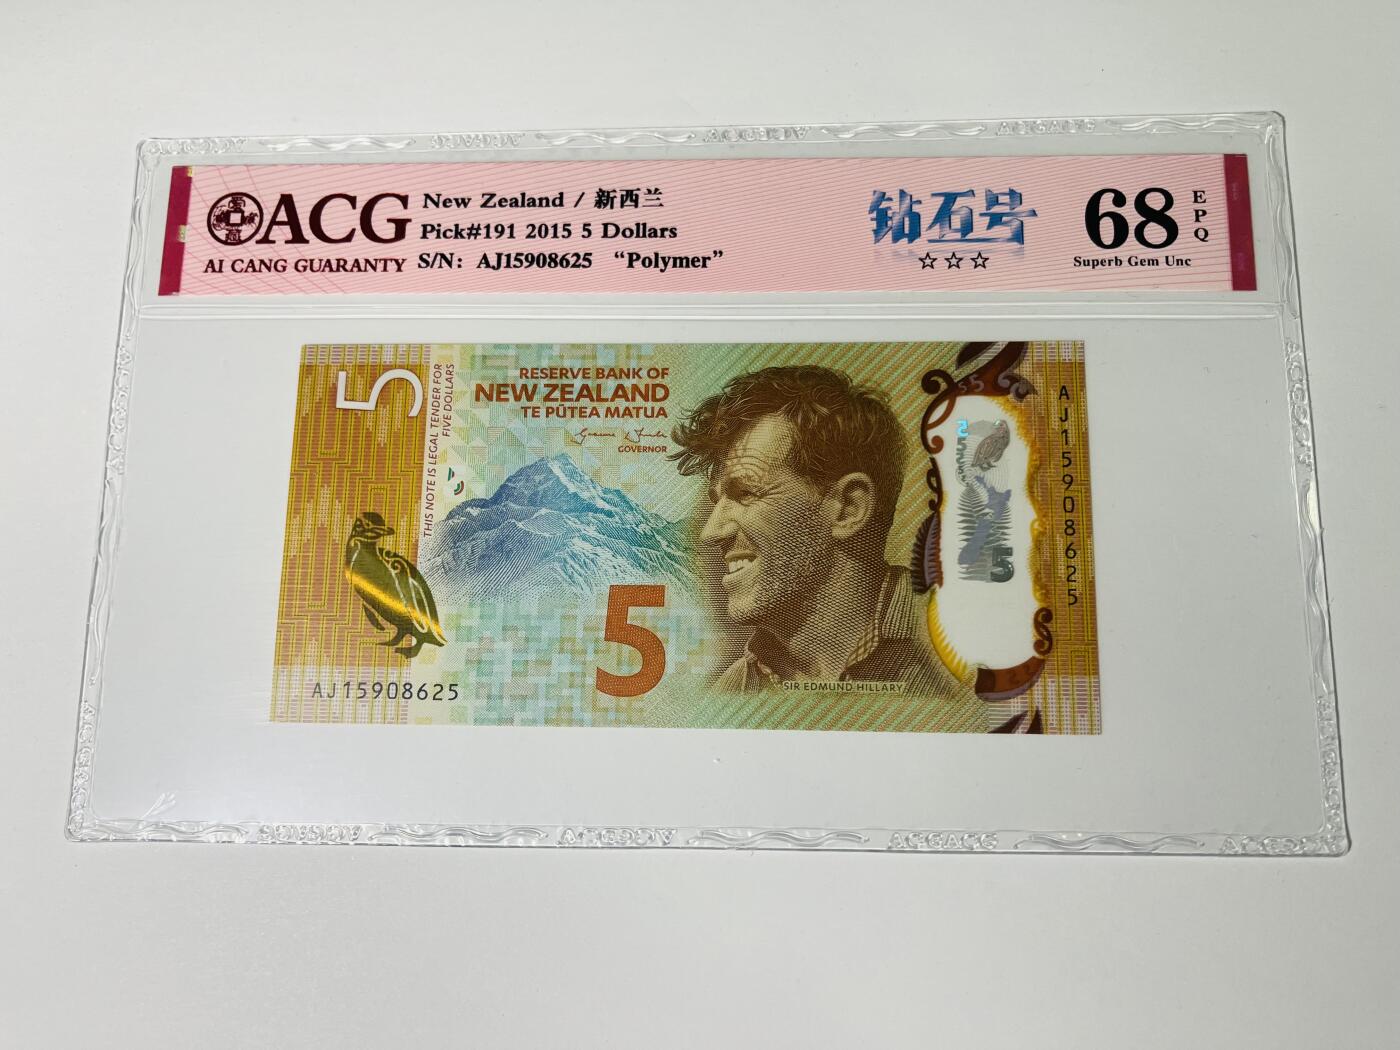 ACG
AI CANG GUARANTY
New Zealand / 新西兰
Pick#191 2015 5 Dollars
S/N: AJ15908625 “Polymer”
钻石号
☆☆☆
68
EPQ
Superb Gem Unc
5
THIS NOTE IS LEGAL TENDER FOR
FIVE DOLLARS
RESERVE BANK OF
NEW ZEALAND
TE PŪTEA MATUA
GOVERNOR
5
AJ15908625
SIR EDMUND HILLARY
5
AJ15908625